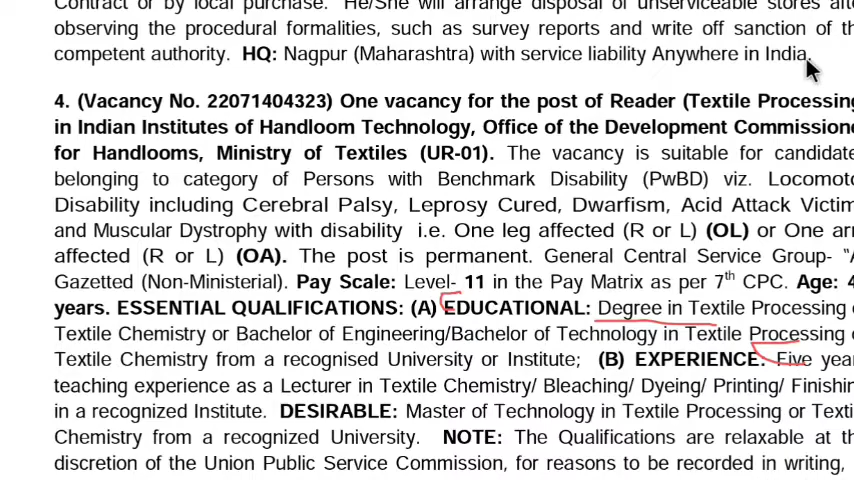 Contract or by local purchase. He/She will arrange disposal of unserviceable stores afte
observing the procedural formalities, such as survey reports and write off sanction of th
competent authority. HQ: Nagpur (Maharashtra) with service liability Anywhere in India.
4. (Vacancy No. 22071404323) One vacancy for the post of Reader (Textile Processing
in Indian Institutes of Handloom Technology, Office of the Development Commissione
for Handlooms, Ministry of Textiles (UR-01). The vacancy is suitable for candidate
belonging to category of Persons with Benchmark Disability (PwBD) viz. Locomoto
Disability including Cerebral Palsy, Leprosy Cured, Dwarfism, Acid Attack Victim
and Muscular Dystrophy with disability i.e. One leg affected (R or L) (OL) or One arm
affected (R or L) (OA). The post is permanent. General Central Service Group- "A
Gazetted (Non-Ministerial). Pay Scale: Level- 11 in the Pay Matrix as per 7th CPC. Age: 4
years. ESSENTIAL QUALIFICATIONS: (A) EDUCATIONAL: Degree in Textile Processing o
Textile Chemistry or Bachelor of Engineering/Bachelor of Technology in Textile Processing o
Textile Chemistry from a recognised University or Institute; (B) EXPERIENCE: Five year
teaching experience as a Lecturer in Textile Chemistry/ Bleaching/ Dyeing/ Printing/ Finishin
in a recognized Institute. DESIRABLE: Master of Technology in Textile Processing or Texti
Chemistry from a recognized University. NOTE: The Qualifications are relaxable at th
discretion of the Union Public Service Commission, for reasons to be recorded in writing,